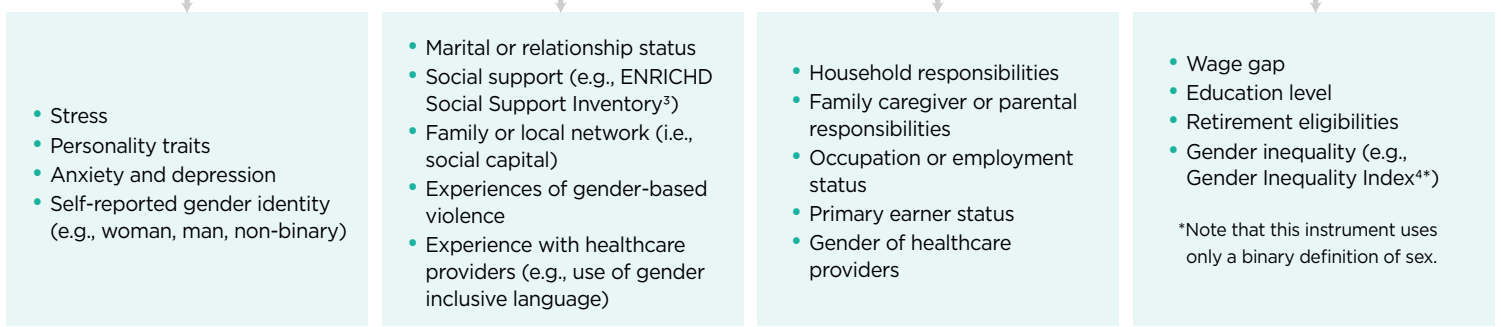 • Stress
• Personality traits
• Anxiety and depression
• Self-reported gender identity
(e.g., woman, man, non-binary)
• Marital or relationship status
• Social support (e.g., ENRICHD
Social Support Inventory³)
• Family or local network (i.e.,
social capital)
• Experiences of gender-based
violence
• Experience with healthcare
providers (e.g., use of gender
inclusive language)
• Household responsibilities
• Family caregiver or parental
responsibilities
• Occupation or employment
status
• Primary earner status
• Gender of healthcare
providers
• Wage gap
• Education level
• Retirement eligibilities
• Gender inequality (e.g.,
Gender Inequality Index⁴*)
*Note that this instrument uses
only a binary definition of sex.